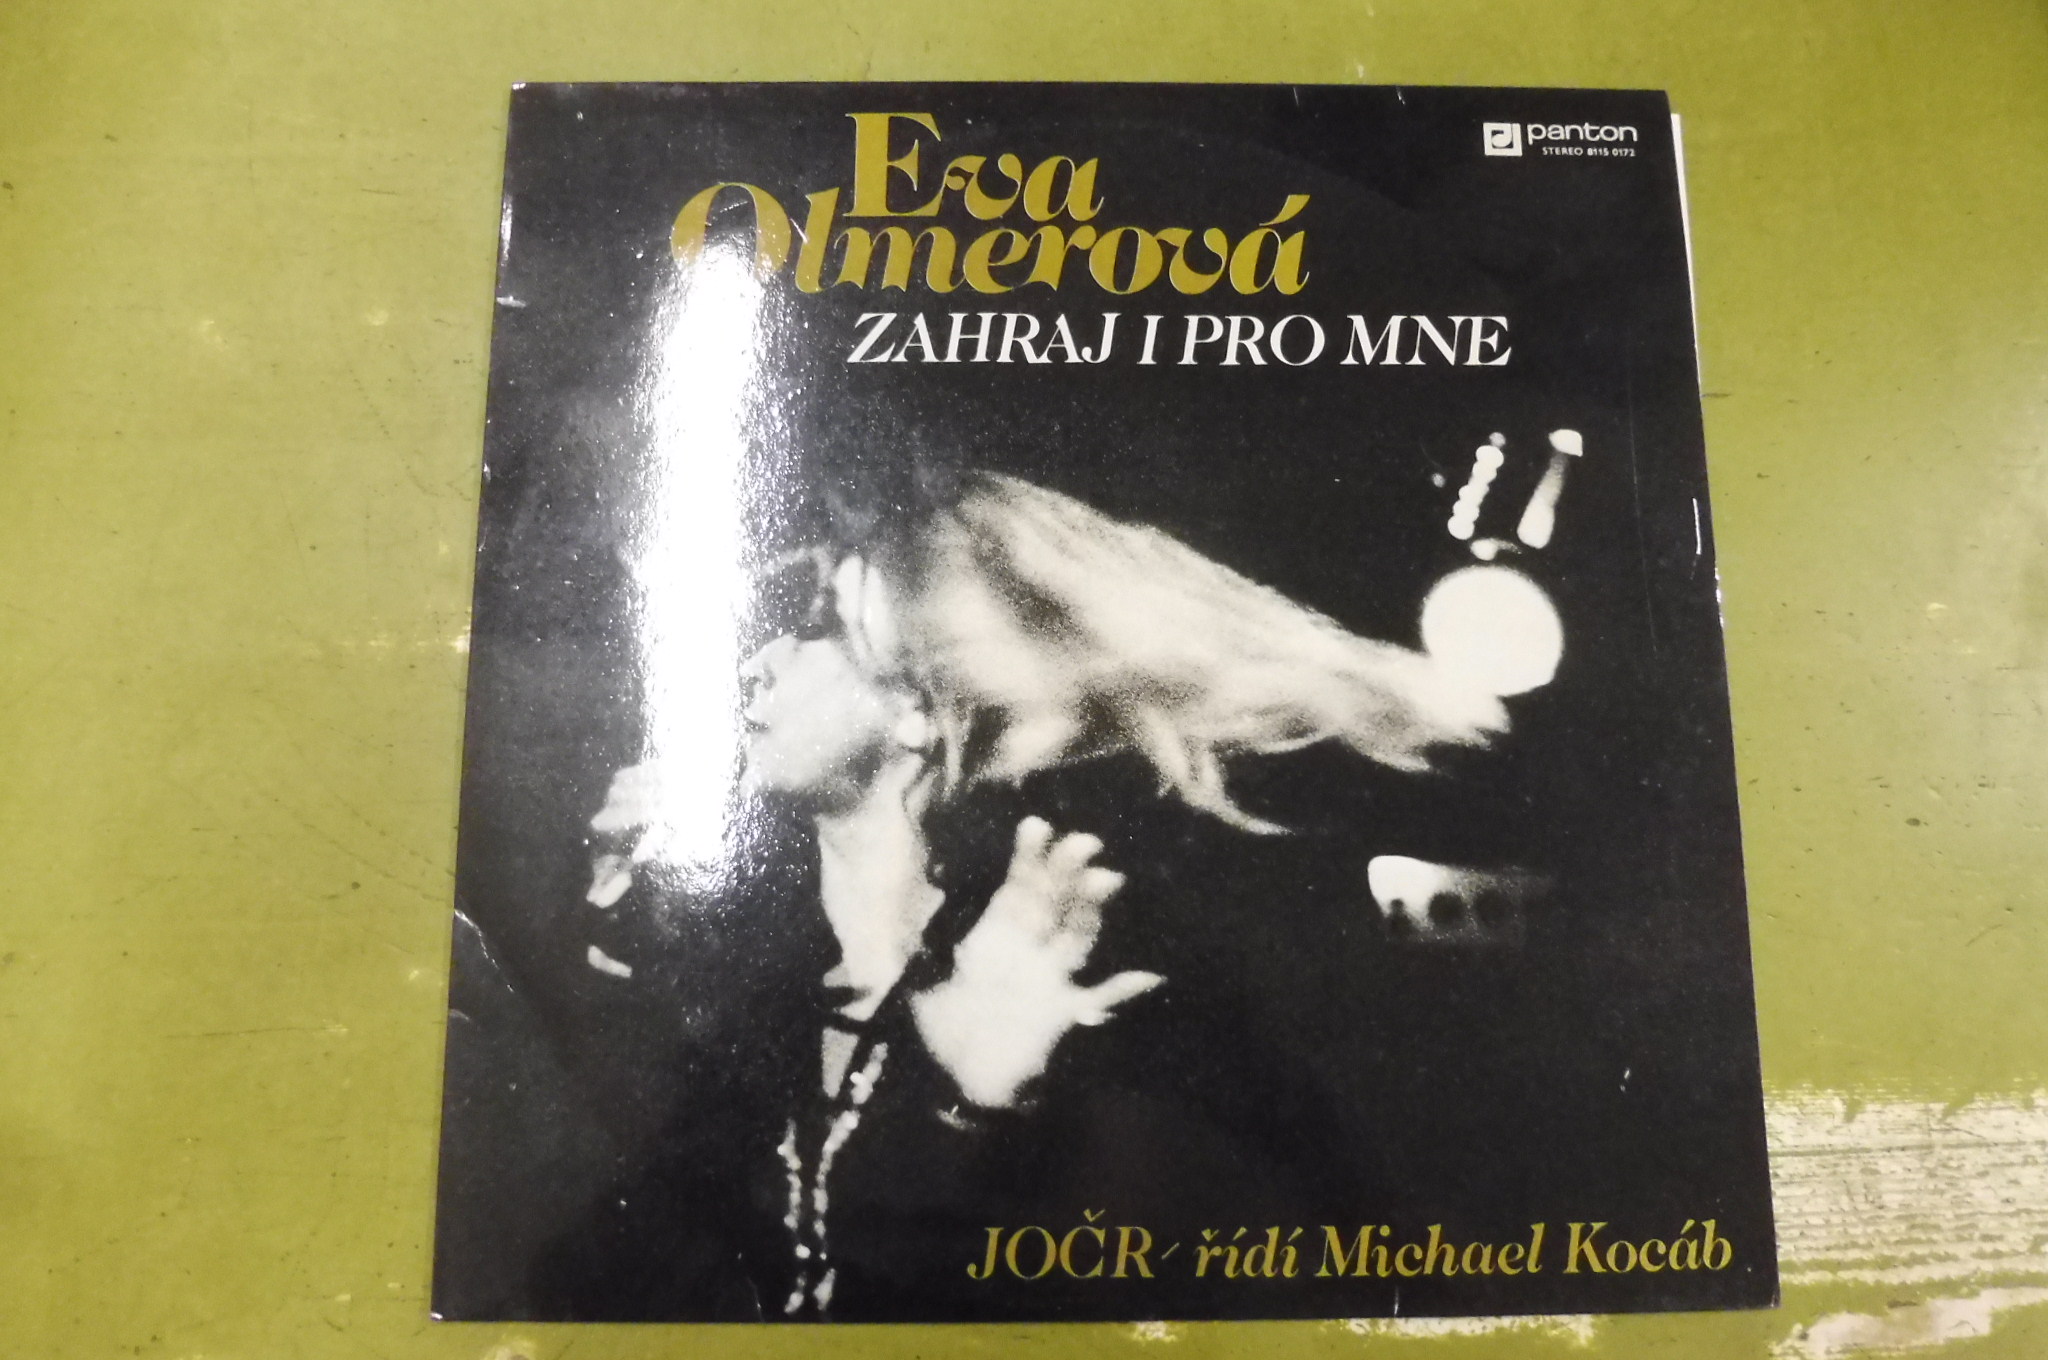 Eva
Olmerová
ZAHRAJ I PRO MNE
panton
STEREO 8115 0172
JOČR / řídí Michael Kocáb